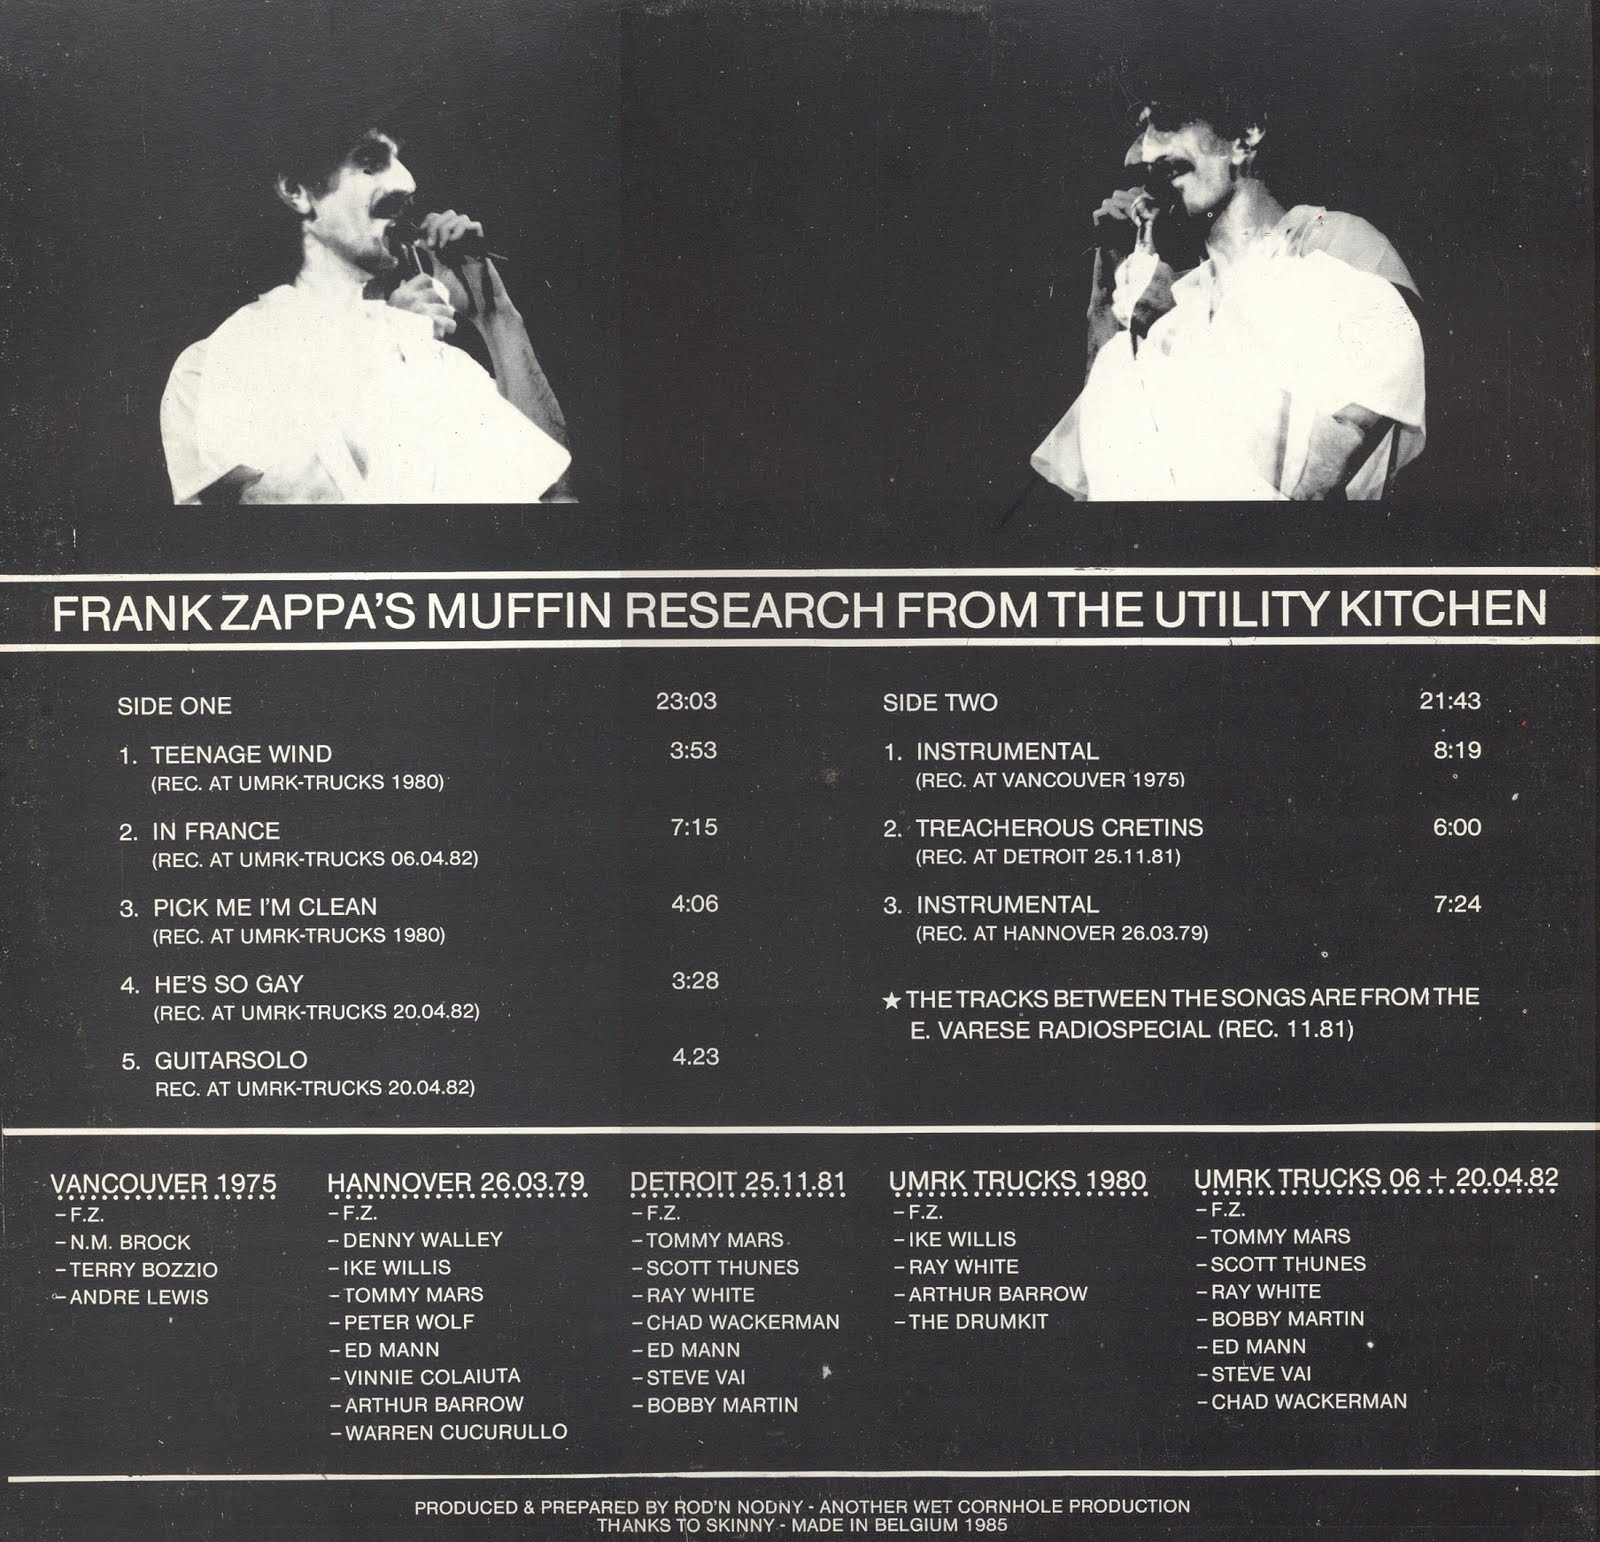 FRANK ZAPPA'S MUFFIN RESEARCH FROM THE UTILITY KITCHEN
SIDE ONE 23:03
1. TEENAGE WIND 3:53
(REC. AT UMRK-TRUCKS 1980)
2. IN FRANCE 7:15
(REC. AT UMRK-TRUCKS 06.04.82)
3. PICK ME I'M CLEAN 4:06
(REC. AT UMRK-TRUCKS 1980)
4. HE'S SO GAY 3:28
(REC. AT UMRK-TRUCKS 20.04.82)
5. GUITARSOLO 4.23
REC. AT UMRK-TRUCKS 20.04.82)
SIDE TWO 21:43
1. INSTRUMENTAL 8:19
(REC. AT VANCOUVER 1975)
2. TREACHEROUS CRETINS 6:00
(REC. AT DETROIT 25.11.81)
3. INSTRUMENTAL 7:24
(REC. AT HANNOVER 26.03.79)
★ THE TRACKS BETWEEN THE SONGS ARE FROM THE
E. VARESE RADIOSPECIAL (REC. 11.81)
VANCOUVER 1975
– F.Z.
– N.M. BROCK
– TERRY BOZZIO
– ANDRE LEWIS
HANNOVER 26.03.79
– F.Z.
– DENNY WALLEY
– IKE WILLIS
– TOMMY MARS
– PETER WOLF
– ED MANN
– VINNIE COLAIUTA
– ARTHUR BARROW
– WARREN CUCURULLO
DETROIT 25.11.81
– F.Z.
– TOMMY MARS
– SCOTT THUNES
– RAY WHITE
– CHAD WACKERMAN
– ED MANN
– STEVE VAI
– BOBBY MARTIN
UMRK TRUCKS 1980
– F.Z.
– IKE WILLIS
– RAY WHITE
– ARTHUR BARROW
– THE DRUMKIT
UMRK TRUCKS 06 + 20.04.82
– F.Z.
– TOMMY MARS
– SCOTT THUNES
– RAY WHITE
– BOBBY MARTIN
– ED MANN
– STEVE VAI
– CHAD WACKERMAN
PRODUCED & PREPARED BY ROD'N NODNY - ANOTHER WET CORNHOLE PRODUCTION
THANKS TO SKINNY - MADE IN BELGIUM 1985